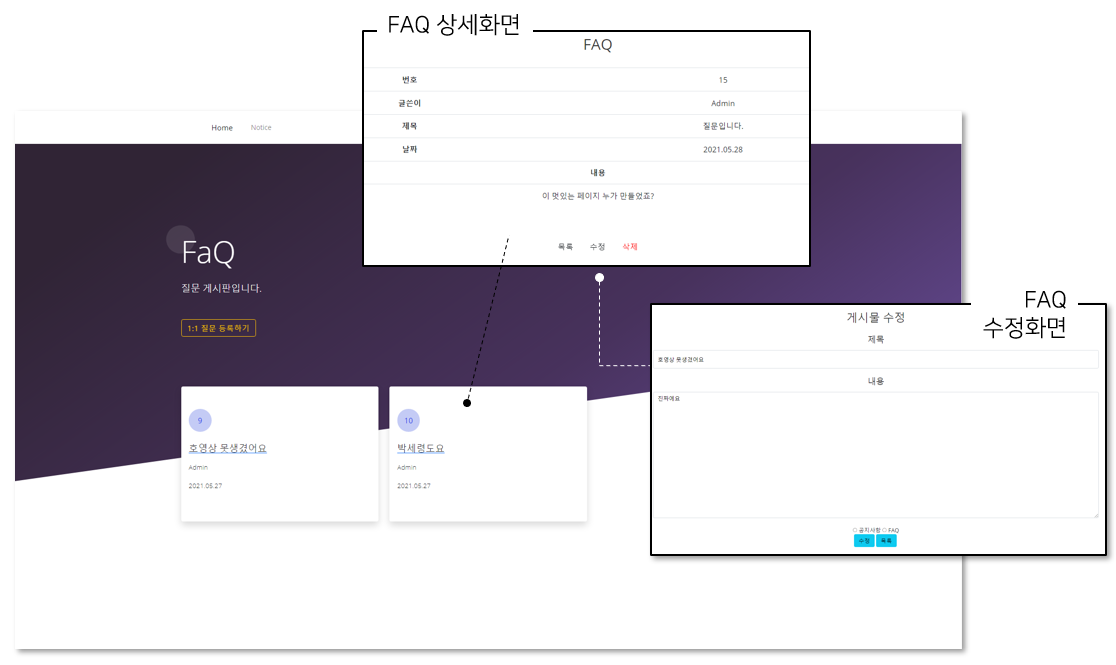 FAQ 상세화면
FAQ
번호 15
글쓴이 Admin
제목 질문입니다.
날짜 2021.05.28
내용
이 멋있는 페이지 누가 만들었죠?
목록 수정 삭제
Home Notice
FaQ
질문 게시판입니다.
1:1 질문 등록하기
9
호영상 못생겼어요
Admin
2021.05.27
10
박세령도요
Admin
2021.05.27
FAQ
수정화면
게시물 수정
제목
호영상 못생겼어요
내용
진짜에요
공지사항 FAQ
수정 목록